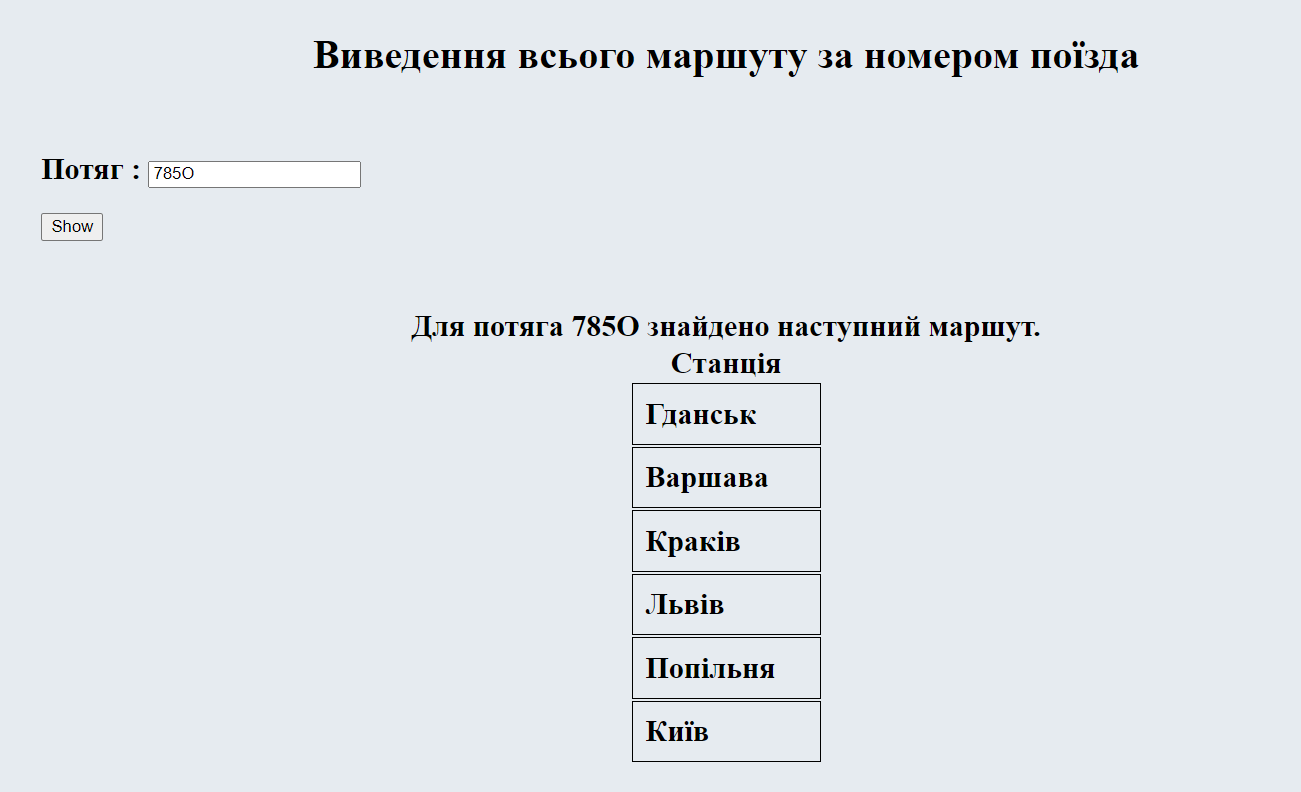 Виведення всього маршуту за номером поїзда
Потяг : 785О
Show
Для потяга 785О знайдено наступний маршут.
Станція
Гданськ
Варшава
Краків
Львів
Попільня
Київ